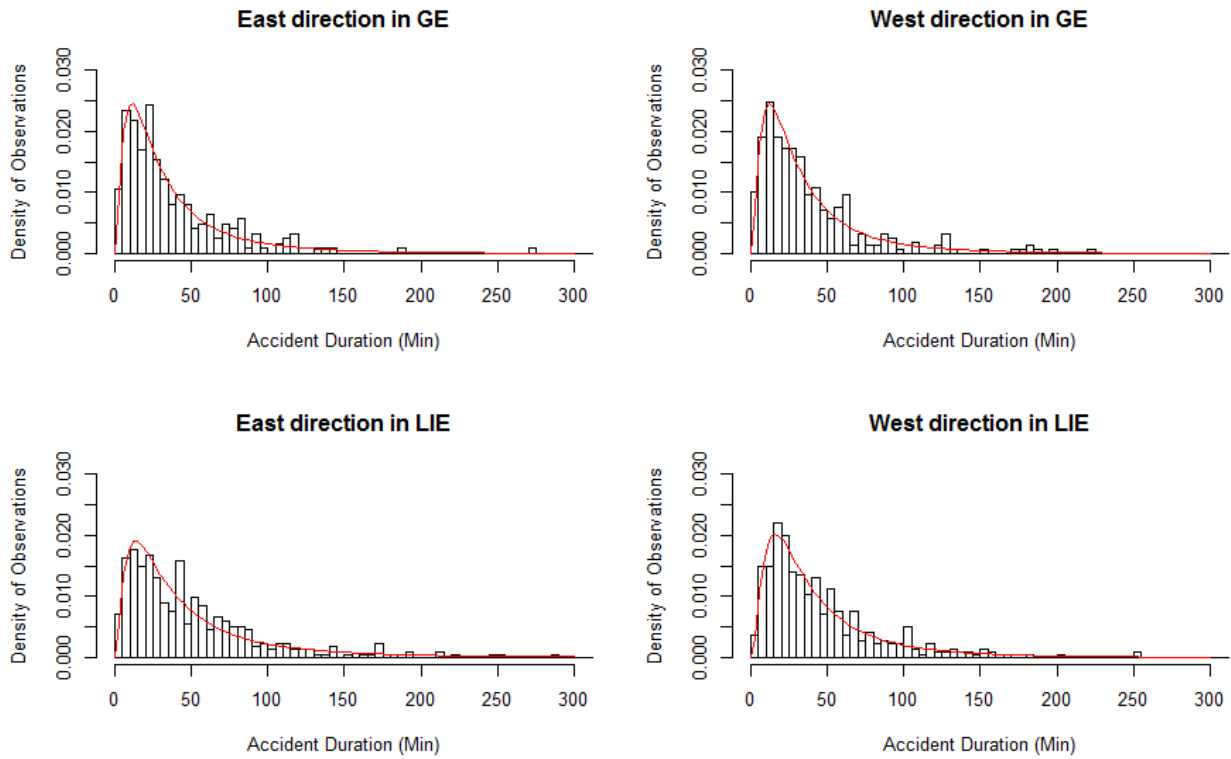 East direction in GE
Density of Observations
0.000 0.010 0.020 0.030
0 50 100 150 200 250 300
Accident Duration (Min)
West direction in GE
Density of Observations
0.000 0.010 0.020 0.030
0 50 100 150 200 250 300
Accident Duration (Min)
East direction in LIE
Density of Observations
0.000 0.010 0.020 0.030
0 50 100 150 200 250 300
Accident Duration (Min)
West direction in LIE
Density of Observations
0.000 0.010 0.020 0.030
0 50 100 150 200 250 300
Accident Duration (Min)